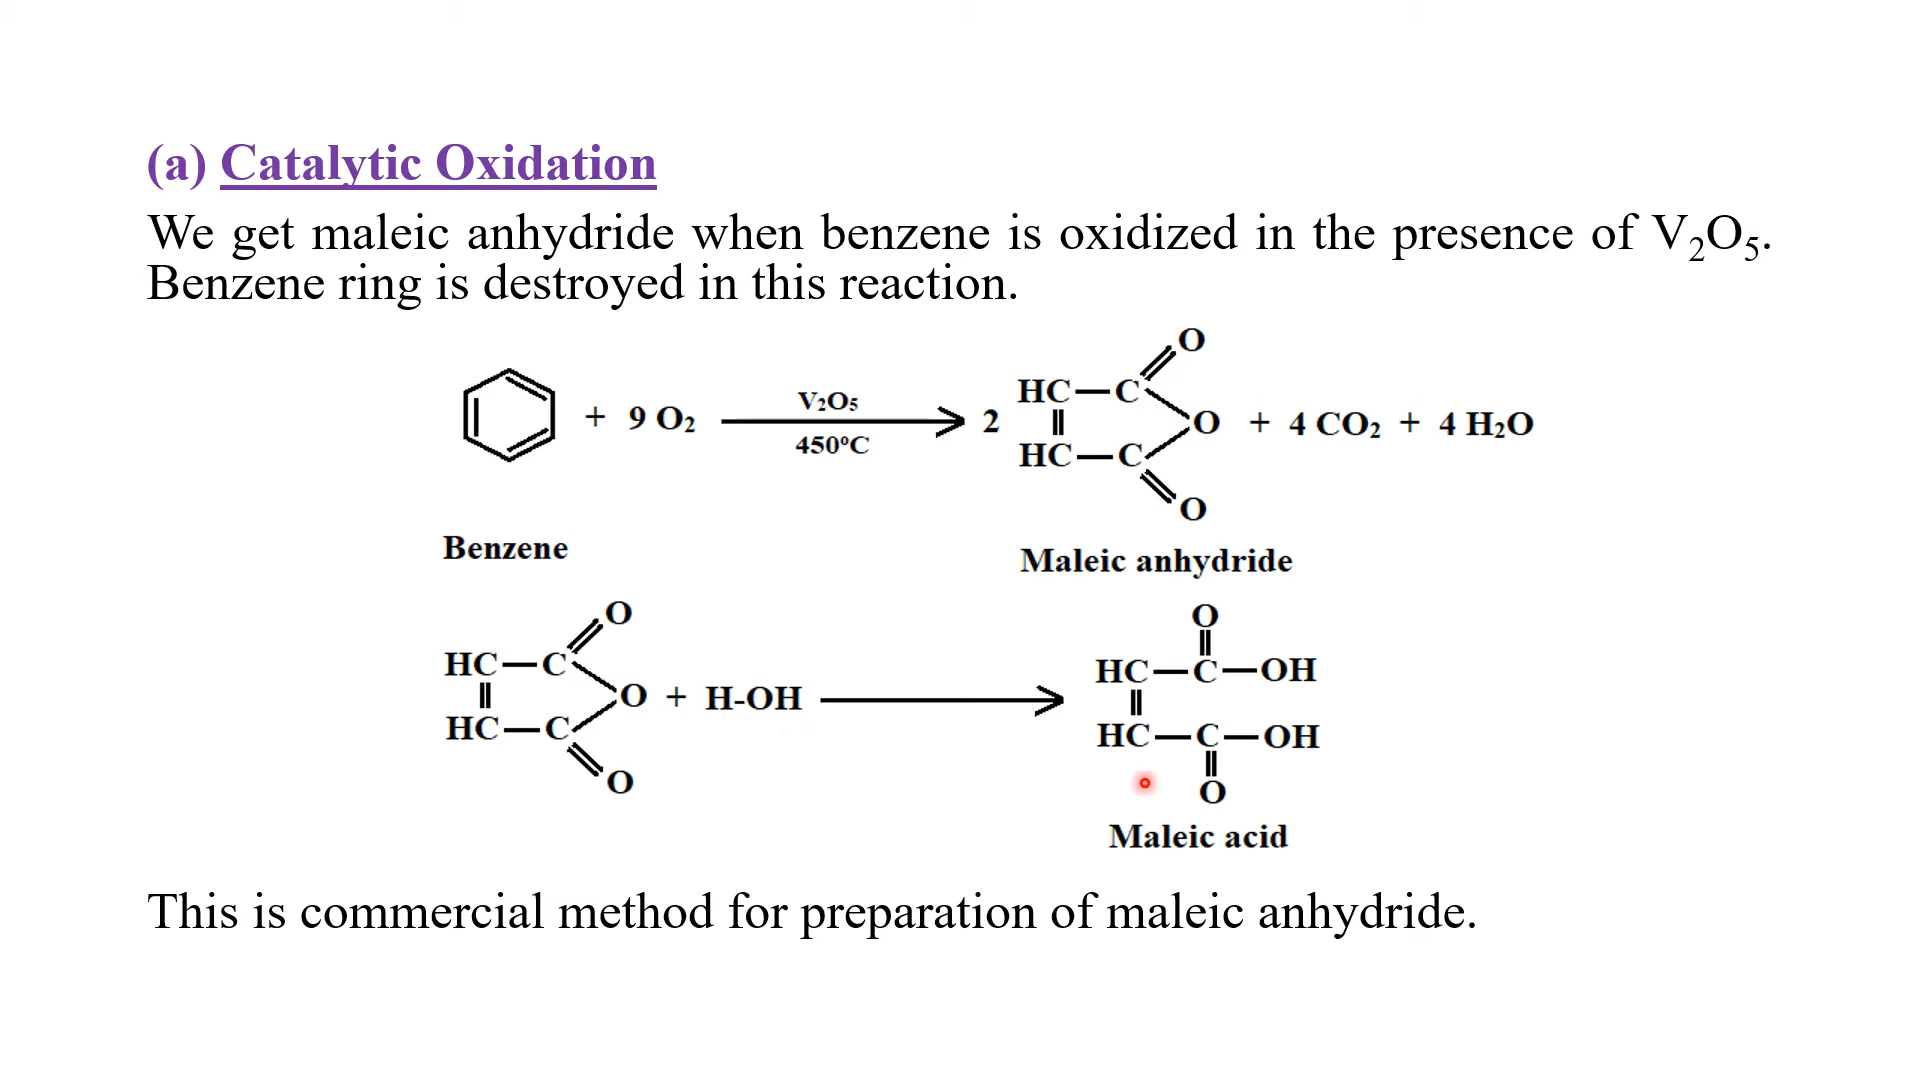 (a) Catalytic Oxidation
We get maleic anhydride when benzene is oxidized in the presence of V₂O₅.
Benzene ring is destroyed in this reaction.
O
HC—C
V₂O₅
+ 9 O₂ 2 O + 4 CO₂ + 4 H₂O
450ºC
HC—C
O
Benzene
Maleic anhydride
O O
HC—C HC—C—OH
O + H-OH
HC—C HC—C—OH
O O
Maleic acid
This is commercial method for preparation of maleic anhydride.